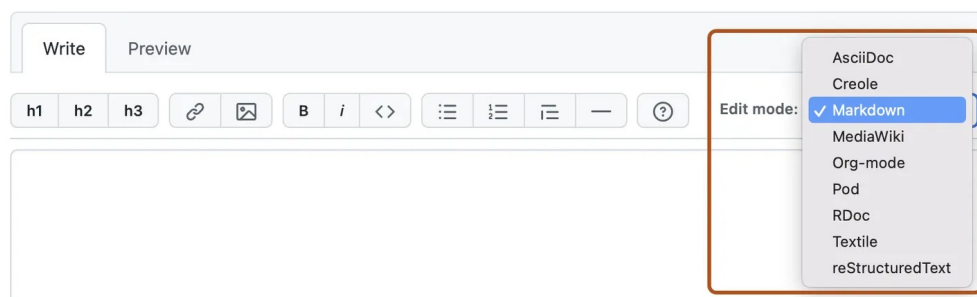 Write Preview
h1 h2 h3 B i <> Edit mode:
AsciiDoc
Creole
✓ Markdown
MediaWiki
Org-mode
Pod
RDoc
Textile
reStructuredText